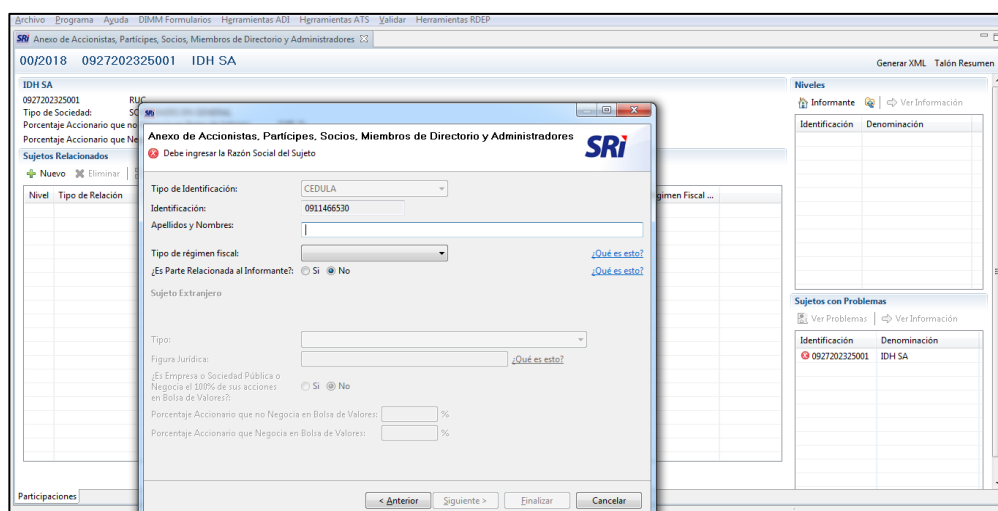 Archivo Programa Ayuda DIMM Formularios Herramientas ADI Herramientas ATS Validar Herramientas RDEP
SRi Anexo de Accionistas, Partícipes, Socios, Miembros de Directorio y Administradores
00/2018 0927202325001 IDH SA
Generar XML Talón Resumen
IDH SA
0927202325001 RUC
Tipo de Sociedad:
Porcentaje Accionario que no
Porcentaje Accionario que Ne
Sujetos Relacionados
Nuevo Eliminar
Nivel Tipo de Relación
gimen Fiscal ...
Participaciones
SRi
Anexo de Accionistas, Partícipes, Socios, Miembros de Directorio y Administradores
SRi
Debe ingresar la Razón Social del Sujeto
Tipo de Identificación: CEDULA
Identificación: 0911466530
Apellidos y Nombres:
Tipo de régimen fiscal: ¿Qué es esto?
¿Es Parte Relacionada al Informante?: Si No ¿Qué es esto?
Sujeto Extranjero
Tipo:
Figura Jurídica: ¿Qué es esto?
¿Es Empresa o Sociedad Pública o
Negocia el 100% de sus acciones Si No
en Bolsa de Valores?:
Porcentaje Accionario que no Negocia en Bolsa de Valores: %
Porcentaje Accionario que Negocia en Bolsa de Valores: %
< Anterior Siguiente > Finalizar Cancelar
Niveles
Informante Ver Información
Identificación Denominación
Sujetos con Problemas
Ver Problemas Ver Información
Identificación Denominación
0927202325001 IDH SA